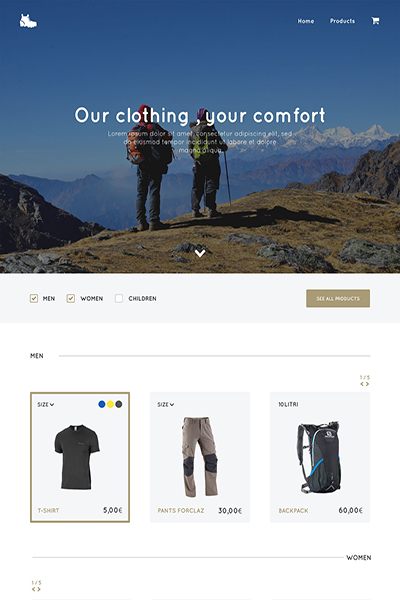 Home Products
Our clothing , your comfort
Lorem ipsum dolor sit amet, consectetur adipiscing elit, sed
do eiusmod tempor incididunt ut labore et dolore
magna aliqua.
MEN WOMEN CHILDREN
SEE ALL PRODUCTS
MEN
1 / 5
SIZE
T-SHIRT 5,00€
SIZE
PANTS FORCLAZ 30,00€
10LITRI
BACKPACK 60,00€
WOMEN
1 / 5